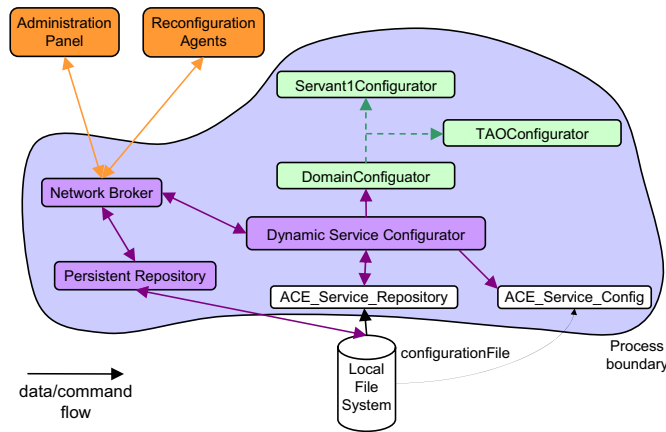 Administration
Panel
Reconfiguration
Agents
Servant1Configurator
TAOConfigurator
DomainConfiguator
Network Broker
Dynamic Service Configurator
Persistent Repository
ACE_Service_Repository
ACE_Service_Config
Process
boundary
configurationFile
Local
File
System
data/command
flow